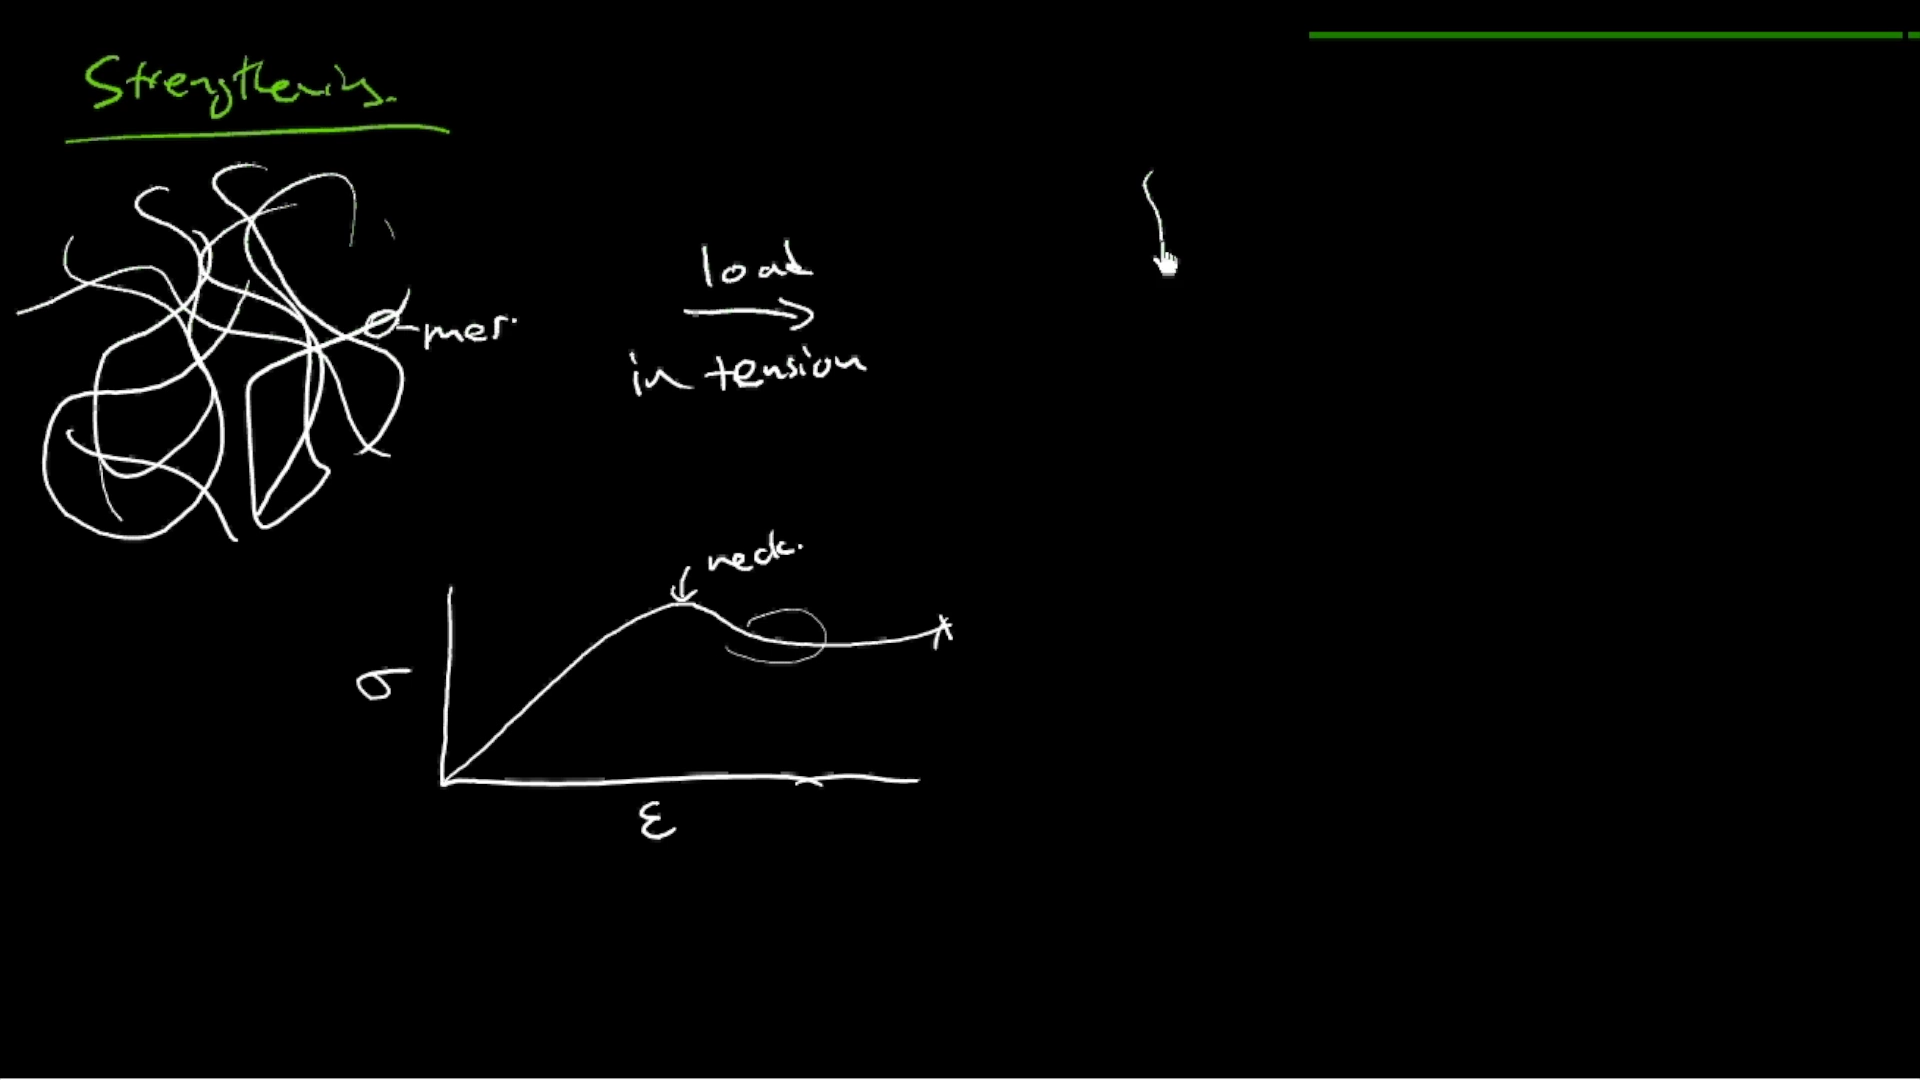 Strengthening.
load
in tension
mer.
neck.
σ
ε